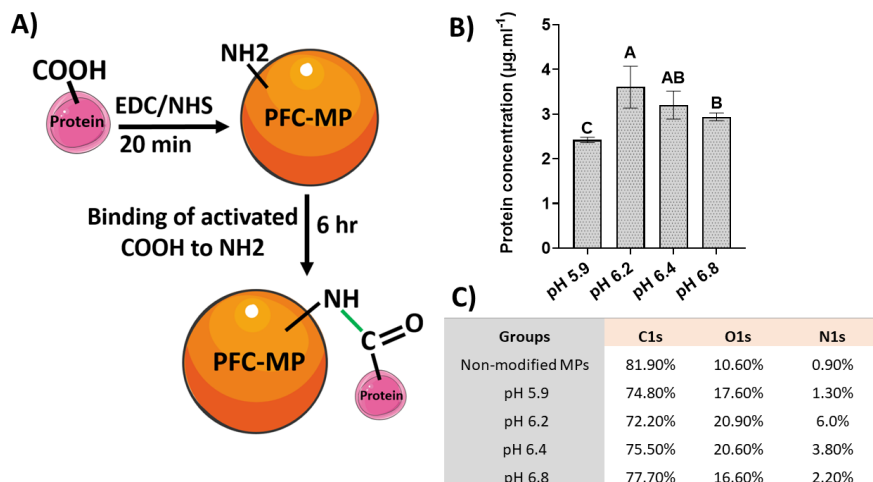 A)
COOH
Protein
EDC/NHS
20 min
NH2
PFC-MP
Binding of activated
COOH to NH2
6 hr
PFC-MP
NH
C
O
Protein
B)
Protein concentration (µg.ml-1)
5
4
3
2
1
0
C
A
AB
B
pH 5.9
pH 6.2
pH 6.4
pH 6.8
C)
Groups C1s O1s N1s
Non-modified MPs 81.90% 10.60% 0.90%
pH 5.9 74.80% 17.60% 1.30%
pH 6.2 72.20% 20.90% 6.0%
pH 6.4 75.50% 20.60% 3.80%
pH 6.8 77.70% 16.60% 2.20%